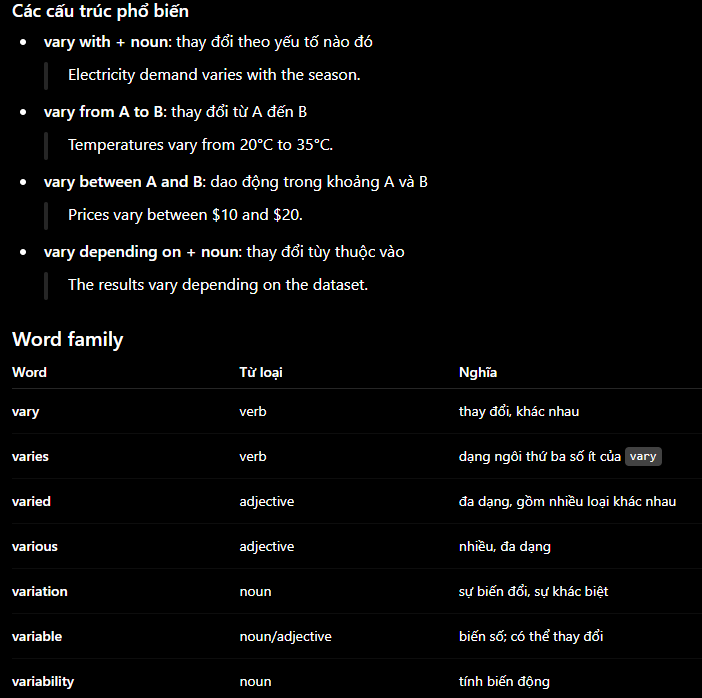 Các cấu trúc phổ biến
• vary with + noun: thay đổi theo yếu tố nào đó
Electricity demand varies with the season.
• vary from A to B: thay đổi từ A đến B
Temperatures vary from 20°C to 35°C.
• vary between A and B: dao động trong khoảng A và B
Prices vary between $10 and $20.
• vary depending on + noun: thay đổi tùy thuộc vào
The results vary depending on the dataset.
Word family
Word Từ loại Nghĩa
vary verb thay đổi, khác nhau
varies verb dạng ngôi thứ ba số ít của vary
varied adjective đa dạng, gồm nhiều loại khác nhau
various adjective nhiều, đa dạng
variation noun sự biến đổi, sự khác biệt
variable noun/adjective biến số; có thể thay đổi
variability noun tính biến động